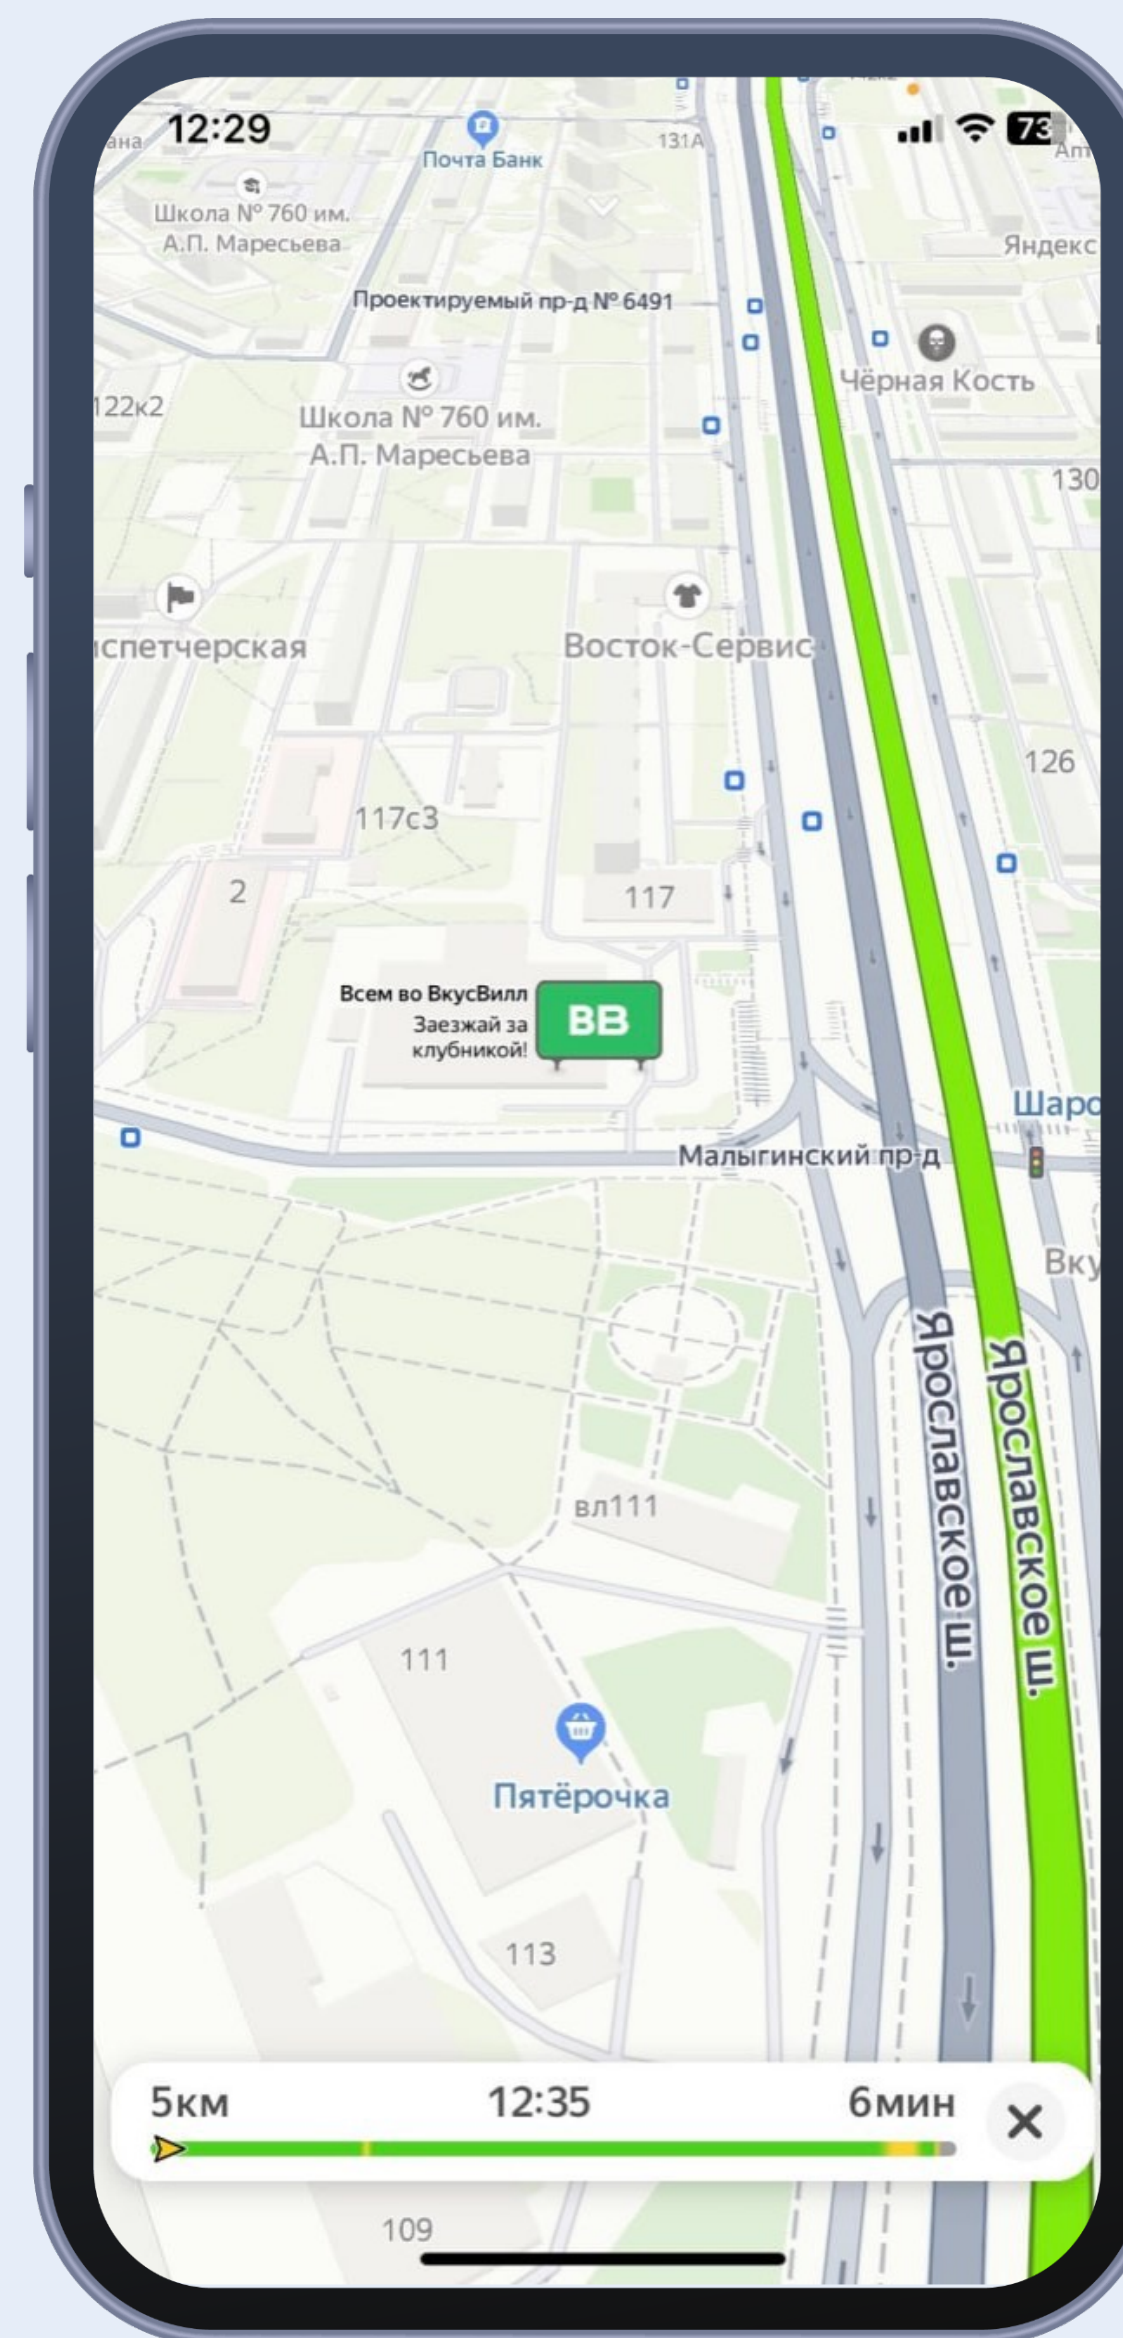 12:29
73
Почта Банк
131А
Школа № 760 им.
А.П. Маресьева
Яндекс
Проектируемый пр-д № 6491
Чёрная Кость
122к2
Школа № 760 им.
А.П. Маресьева
130
испетчерская
Восток-Сервис
126
117с3
2
117
Всем во ВкусВилл
Заезжай за
клубникой!
ВВ
Шаро
Малыгинский пр-д
Вку
Ярославское ш.
Ярославское ш.
вл111
111
Пятёрочка
113
5км
12:35
6мин
109